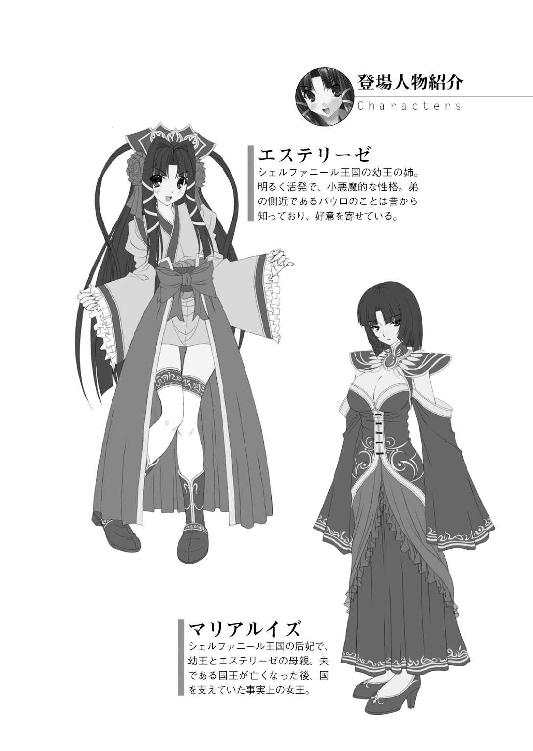 登場人物紹介
Characters
エステリーゼ
シェルファニール王国の幼王の姉。
明るく活発で、小悪魔的な性格。弟
の側近であるパウロのことは昔から
知っており、好意を寄せている。
マリアルイズ
シェルファニール王国の后妃で、
幼王とエステリーゼの母親。夫
である国王が亡くなった後、国
を支えていた事実上の女王。